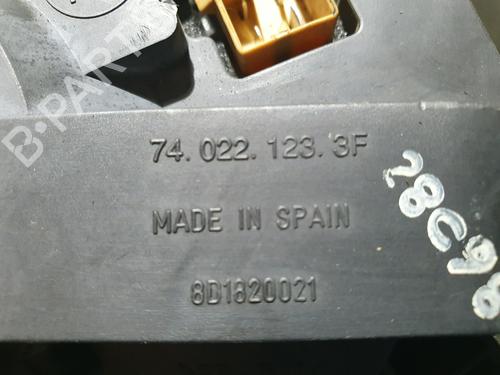 B-PARTS
74. 022. 123. 3F
MADE IN SPAIN
8D1820021